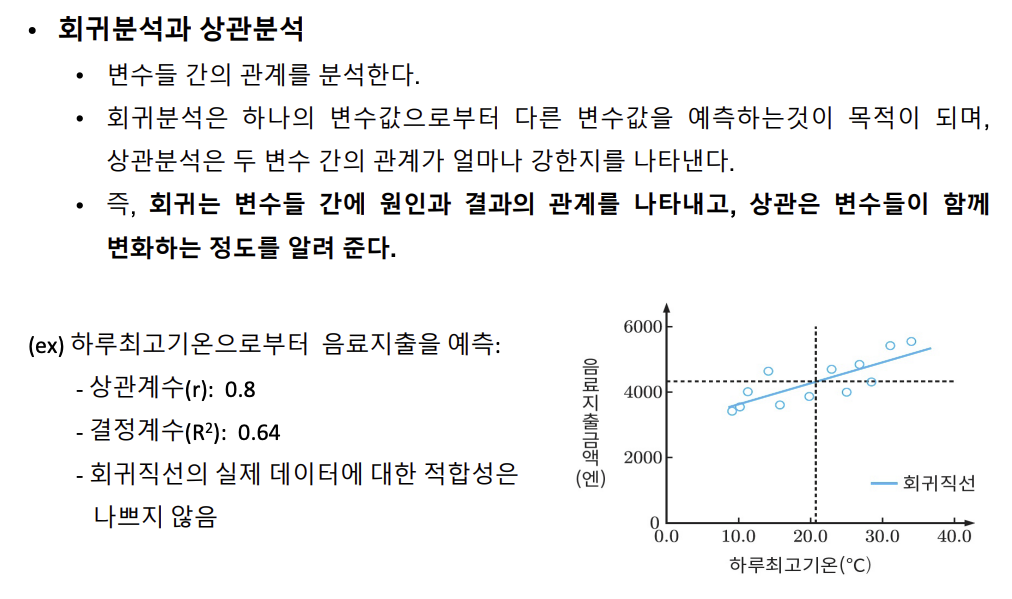 • 회귀분석과 상관분석
• 변수들 간의 관계를 분석한다.
• 회귀분석은 하나의 변수값으로부터 다른 변수값을 예측하는것이 목적이 되며,
상관분석은 두 변수 간의 관계가 얼마나 강한지를 나타낸다.
• 즉, 회귀는 변수들 간에 원인과 결과의 관계를 나타내고, 상관은 변수들이 함께
변화하는 정도를 알려 준다.
(ex) 하루최고기온으로부터 음료지출을 예측:
- 상관계수(r): 0.8
- 결정계수(R²): 0.64
- 회귀직선의 실제 데이터에 대한 적합성은
나쁘지 않음
음료지출금액(엔)
6000
4000
2000
0
회귀직선
0.0 10.0 20.0 30.0 40.0
하루최고기온(°C)